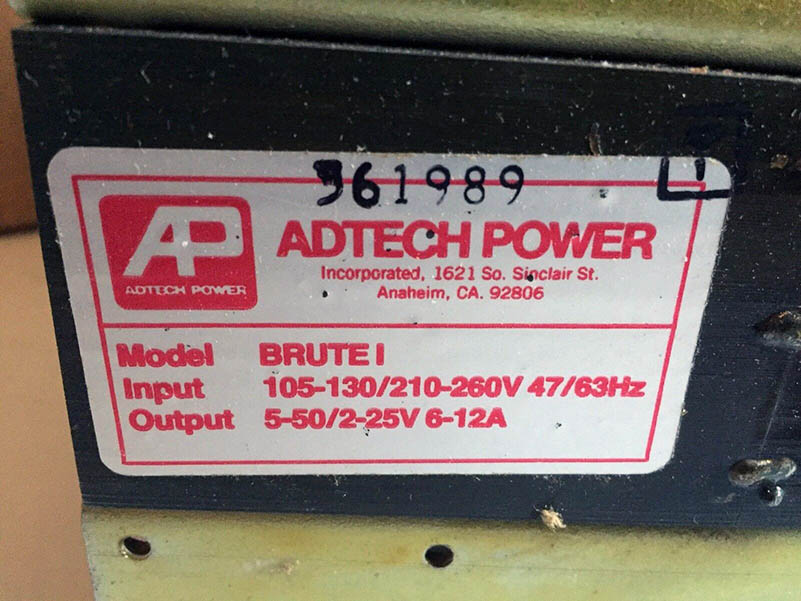 361989
AP
ADTECH POWER
ADTECH POWER
Incorporated, 1621 So. Sinclair St.
Anaheim, CA. 92806
Model BRUTE I
Input 105-130/210-260V 47/63Hz
Output 5-50/2-25V 6-12A